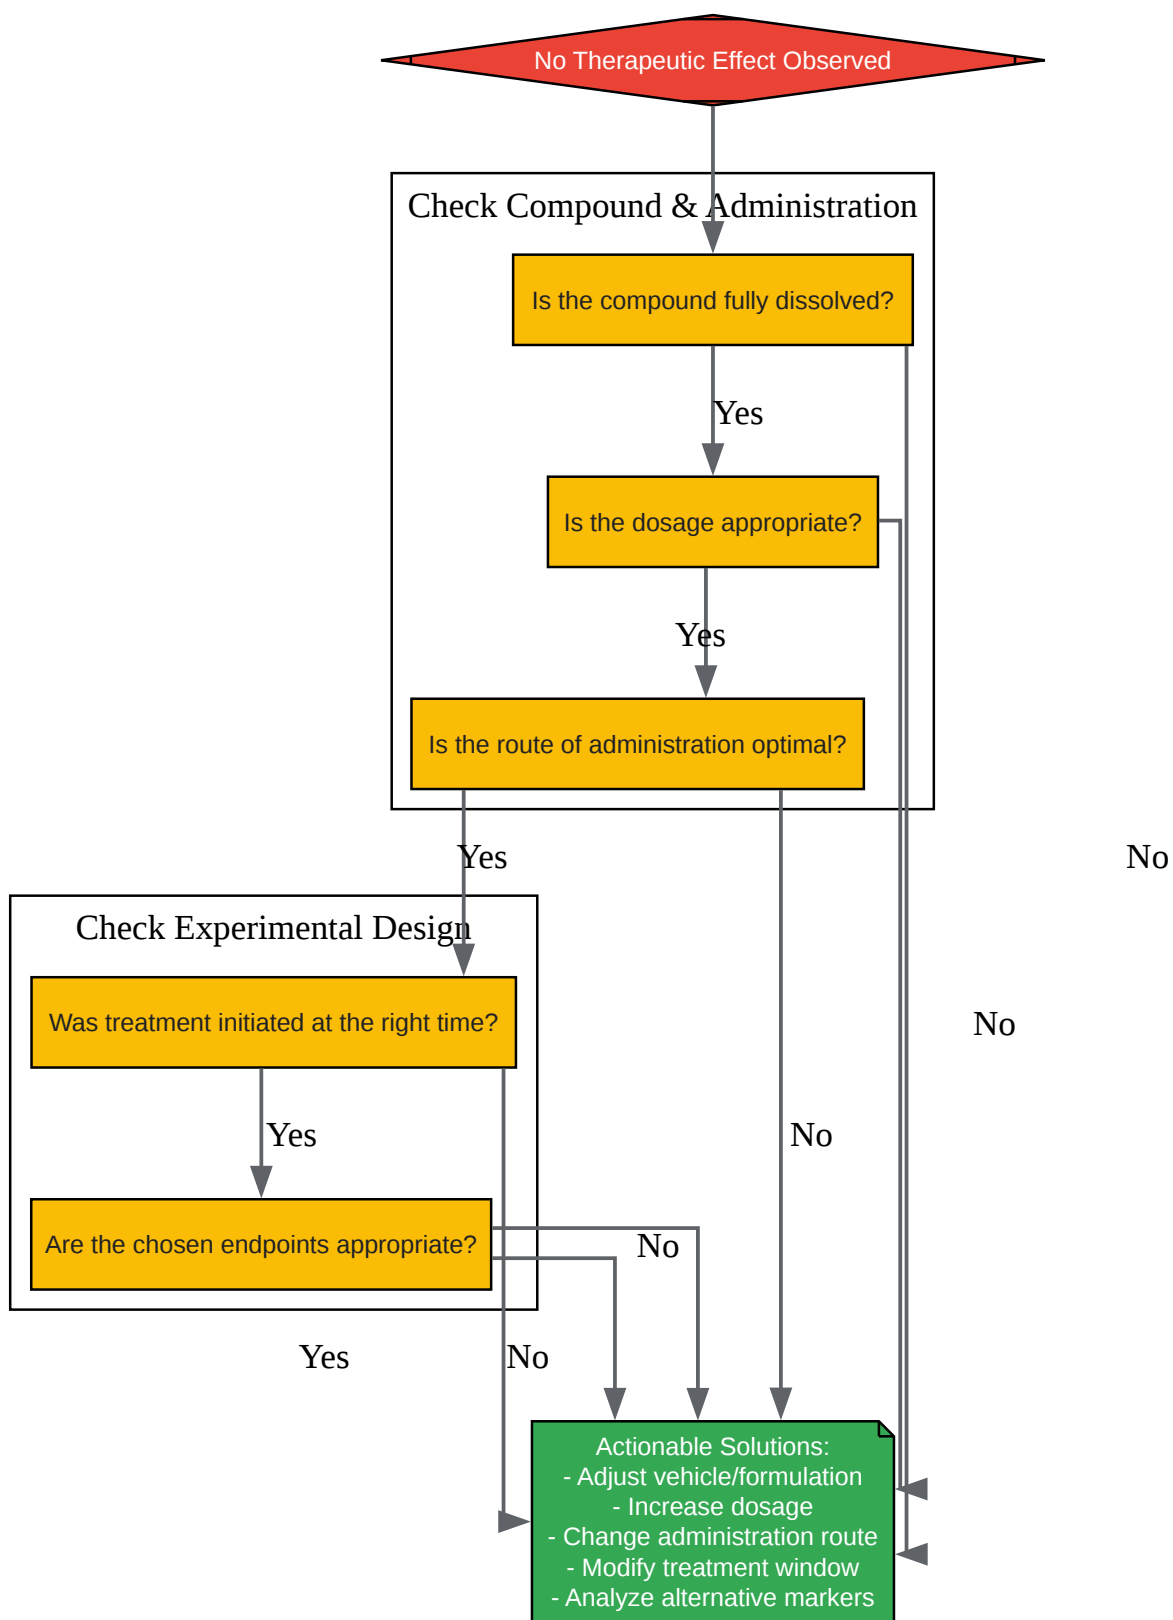 No Therapeutic Effect Observed
Check Compound & Administration
Is the compound fully dissolved?
Yes
Is the dosage appropriate?
Yes
Is the route of administration optimal?
Yes
No
Check Experimental Design
Was treatment initiated at the right time?
No
Yes
No
Are the chosen endpoints appropriate?
No
Yes
No
Actionable Solutions:
- Adjust vehicle/formulation
- Increase dosage
- Change administration route
- Modify treatment window
- Analyze alternative markers